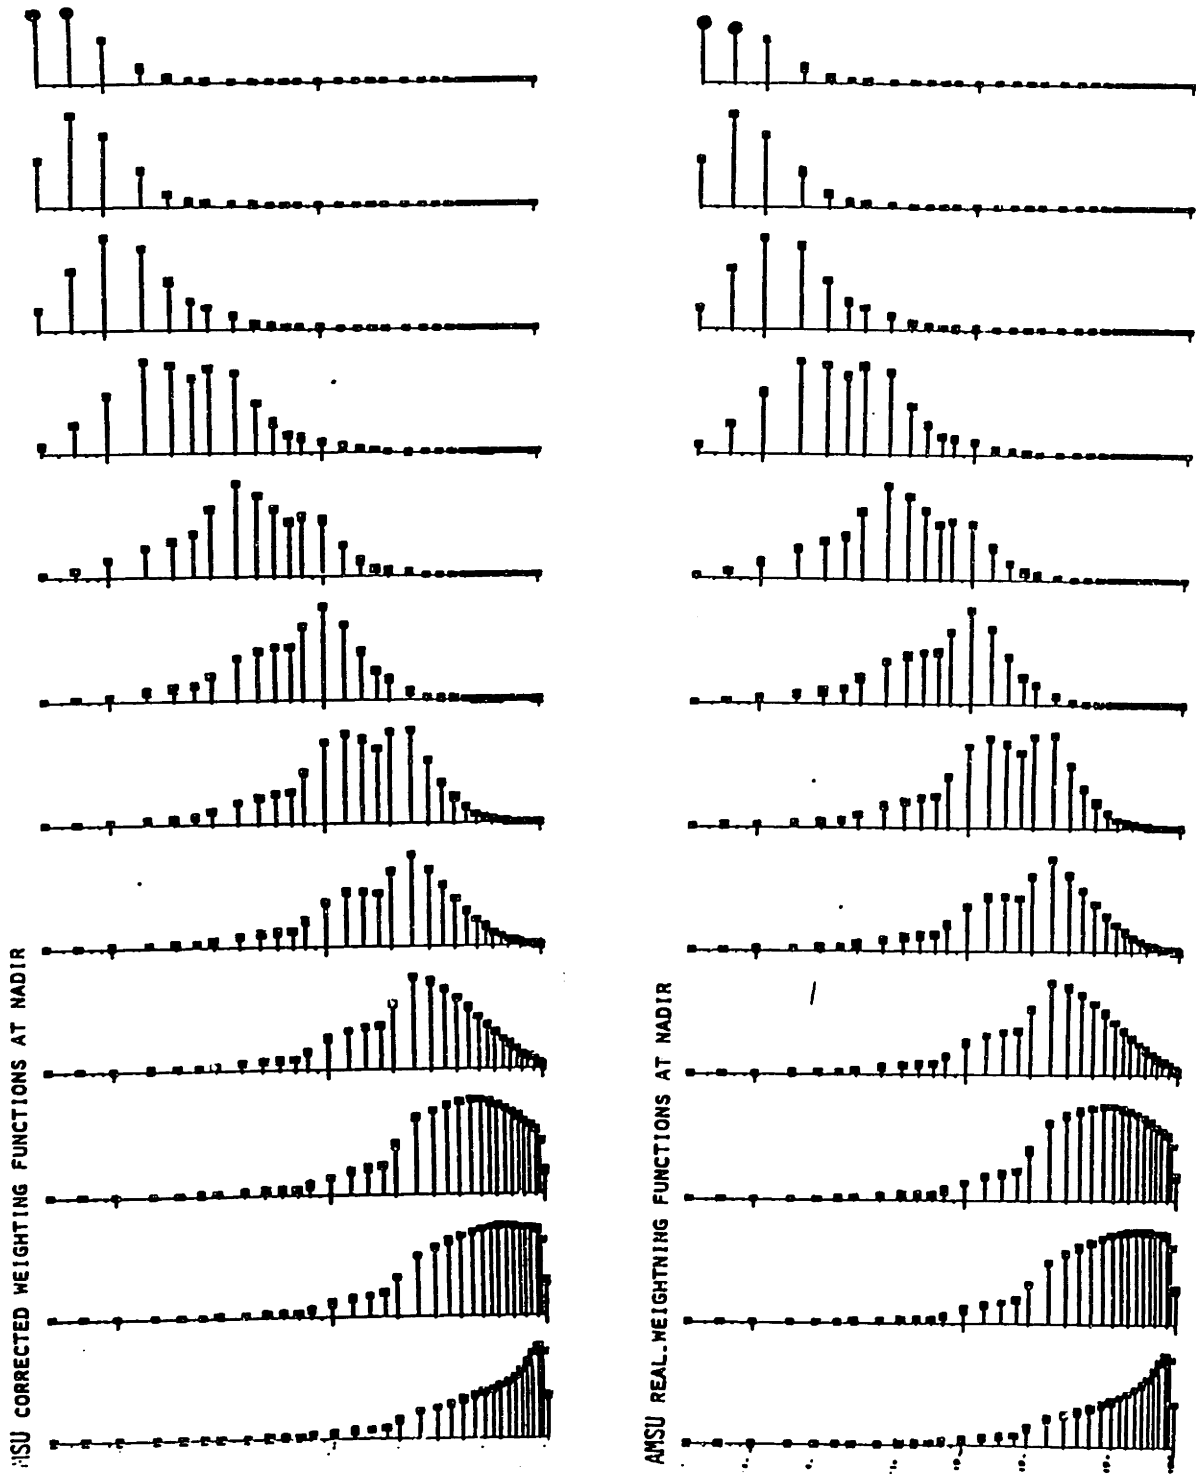 MSU CORRECTED WEIGHTING FUNCTIONS AT NADIR
AMSU REAL.WEIGHTNING FUNCTIONS AT NADIR